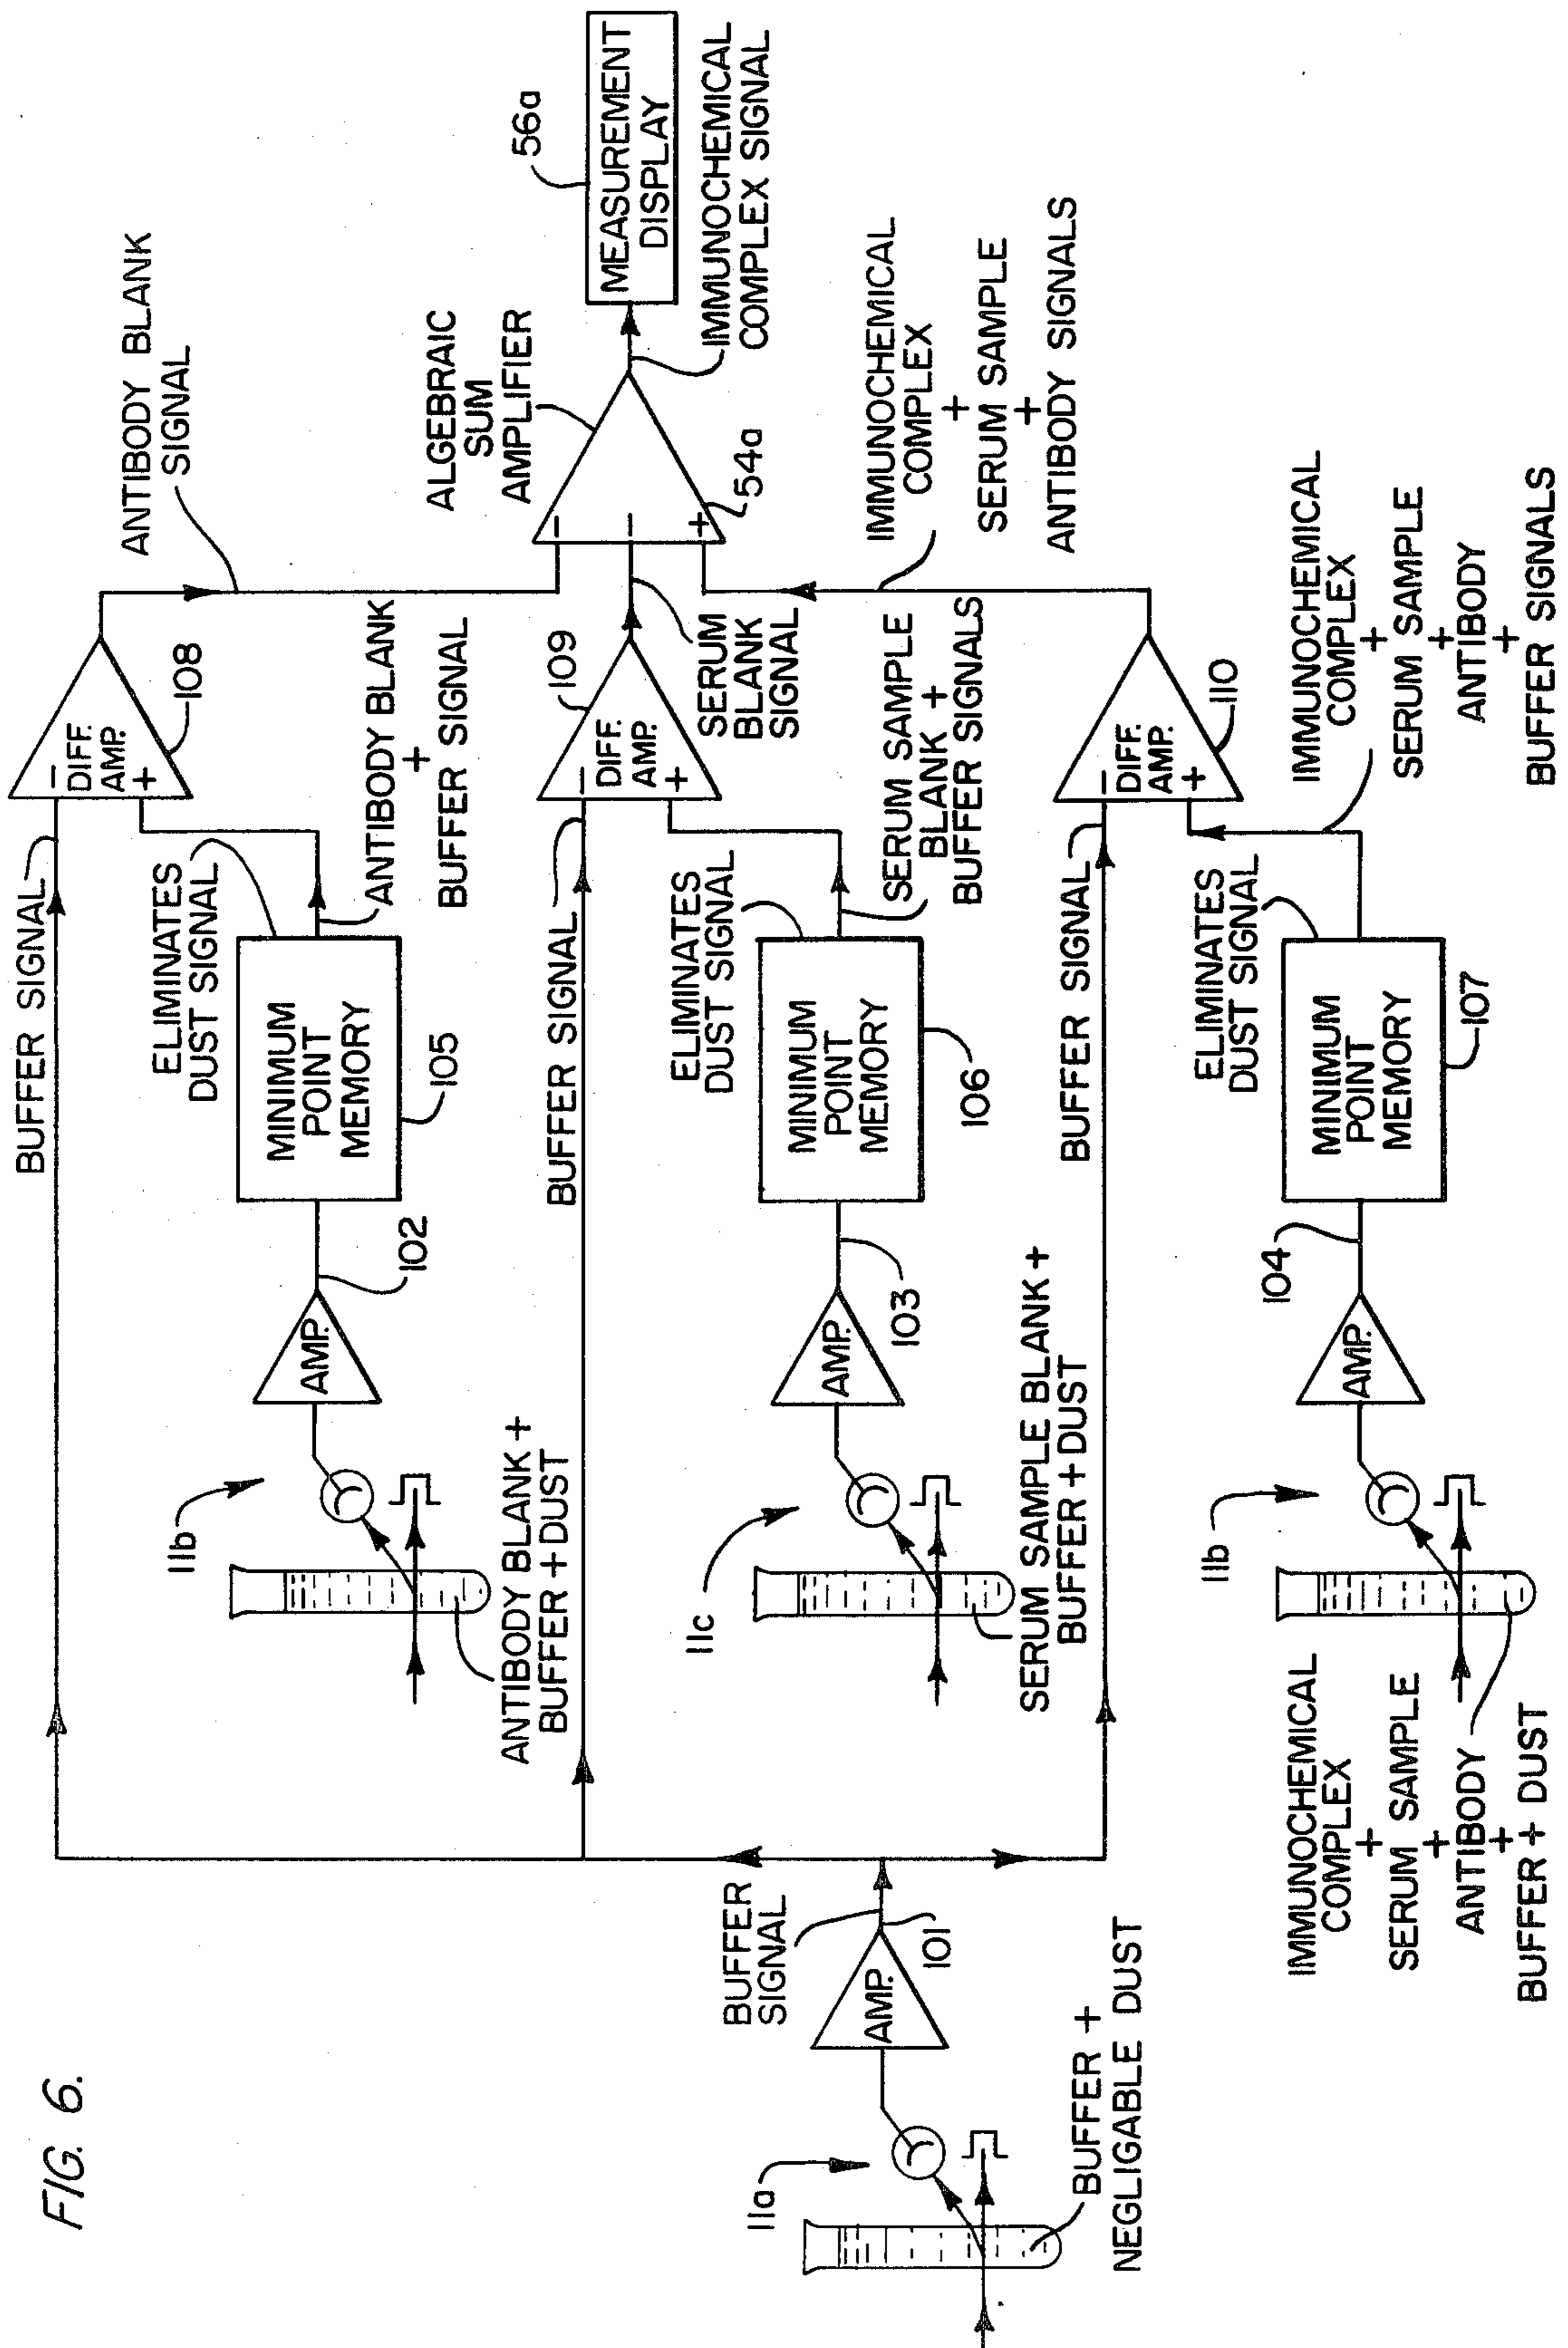 FIG. 6.
BUFFER SIGNAL
ELIMINATES
DUST SIGNAL
MINIMUM
POINT
MEMORY
105
AMP.
102
11b
ANTIBODY BLANK +
BUFFER + DUST
-
DIFF.
AMP.
+
108
ANTIBODY BLANK
+
BUFFER SIGNAL
ANTIBODY BLANK
SIGNAL
BUFFER SIGNAL
ELIMINATES
DUST SIGNAL
MINIMUM
POINT
MEMORY
106
AMP.
103
11c
SERUM SAMPLE BLANK +
BUFFER + DUST
-
DIFF.
AMP.
+
109
SERUM
BLANK
SIGNAL
SERUM SAMPLE
BLANK +
BUFFER SIGNALS
ALGEBRAIC
SUM
AMPLIFIER
-
-
+
54a
56a
MEASUREMENT
DISPLAY
IMMUNOCHEMICAL
COMPLEX SIGNAL
11a
AMP.
101
BUFFER
SIGNAL
BUFFER +
NEGLIGABLE DUST
BUFFER SIGNAL
ELIMINATES
DUST SIGNAL
MINIMUM
POINT
MEMORY
107
AMP.
104
11b
IMMUNOCHEMICAL
COMPLEX
+
SERUM SAMPLE
+
ANTIBODY
+
BUFFER + DUST
-
DIFF.
AMP.
+
110
IMMUNOCHEMICAL
COMPLEX
+
SERUM SAMPLE
+
ANTIBODY SIGNALS
IMMUNOCHEMICAL
COMPLEX
+
SERUM SAMPLE
+
ANTIBODY
+
BUFFER SIGNALS